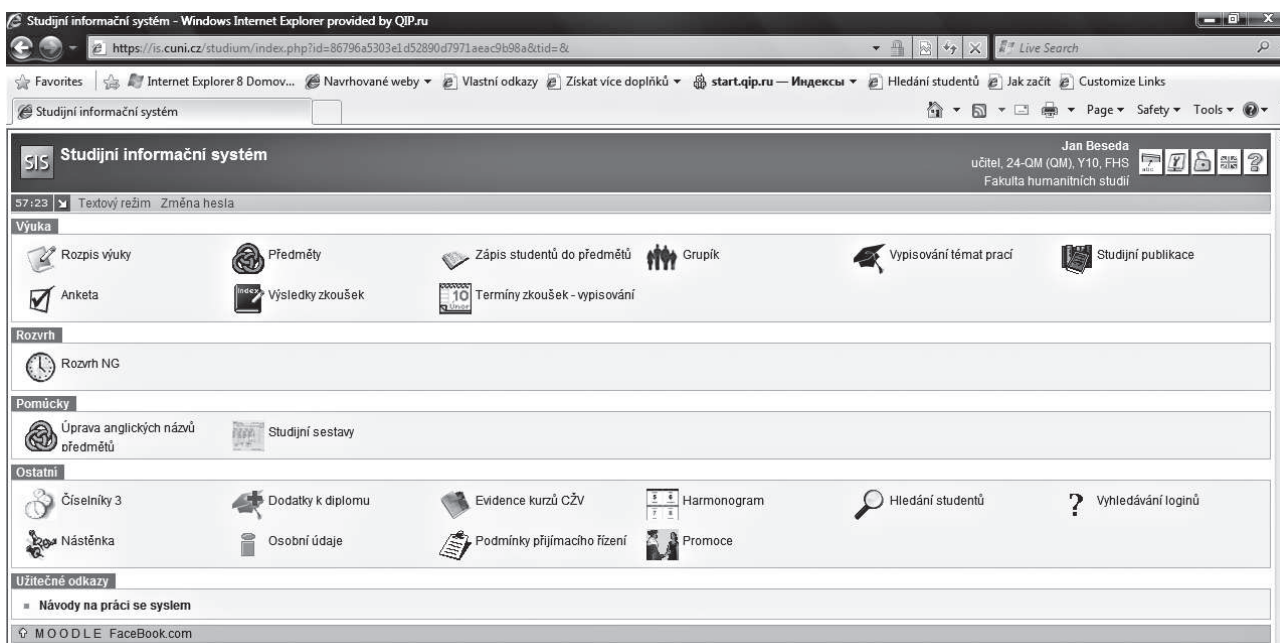 Studijní informační systém - Windows Internet Explorer provided by QIP.ru
https://is.cuni.cz/studium/index.php?id=86796a5303e1d52890d7971aeac9b98a&tid=&
Live Search
Favorites Internet Explorer 8 Domov... Navrhované weby Vlastní odkazy Získat více doplňků start.qip.ru — Индексы Hledání studentů Jak začít Customize Links
Studijní informační systém Page Safety Tools
SIS Studijní informační systém
Jan Beseda
učitel, 24-QM (QM), Y10, FHS
Fakulta humanitních studií
57:23 Textový režim Změna hesla
Výuka
Rozpis výuky Předměty Zápis studentů do předmětů Grupík Vypisování témat prací Studijní publikace
Anketa Index Výsledky zkoušek 10 Únor Termíny zkoušek - vypisování
Rozvrh
Rozvrh NG
Pomůcky
Úprava anglických názvů
předmětů
Studijní sestavy
Ostatní
Číselníky 3 Dodatky k diplomu Evidence kurzů CŽV Harmonogram Hledání studentů ? Vyhledávání loginů
Nástěnka Osobní údaje Podmínky přijímacího řízení Promoce
Užitečné odkazy
Návody na práci se syslem
M O O D L E FaceBook.com